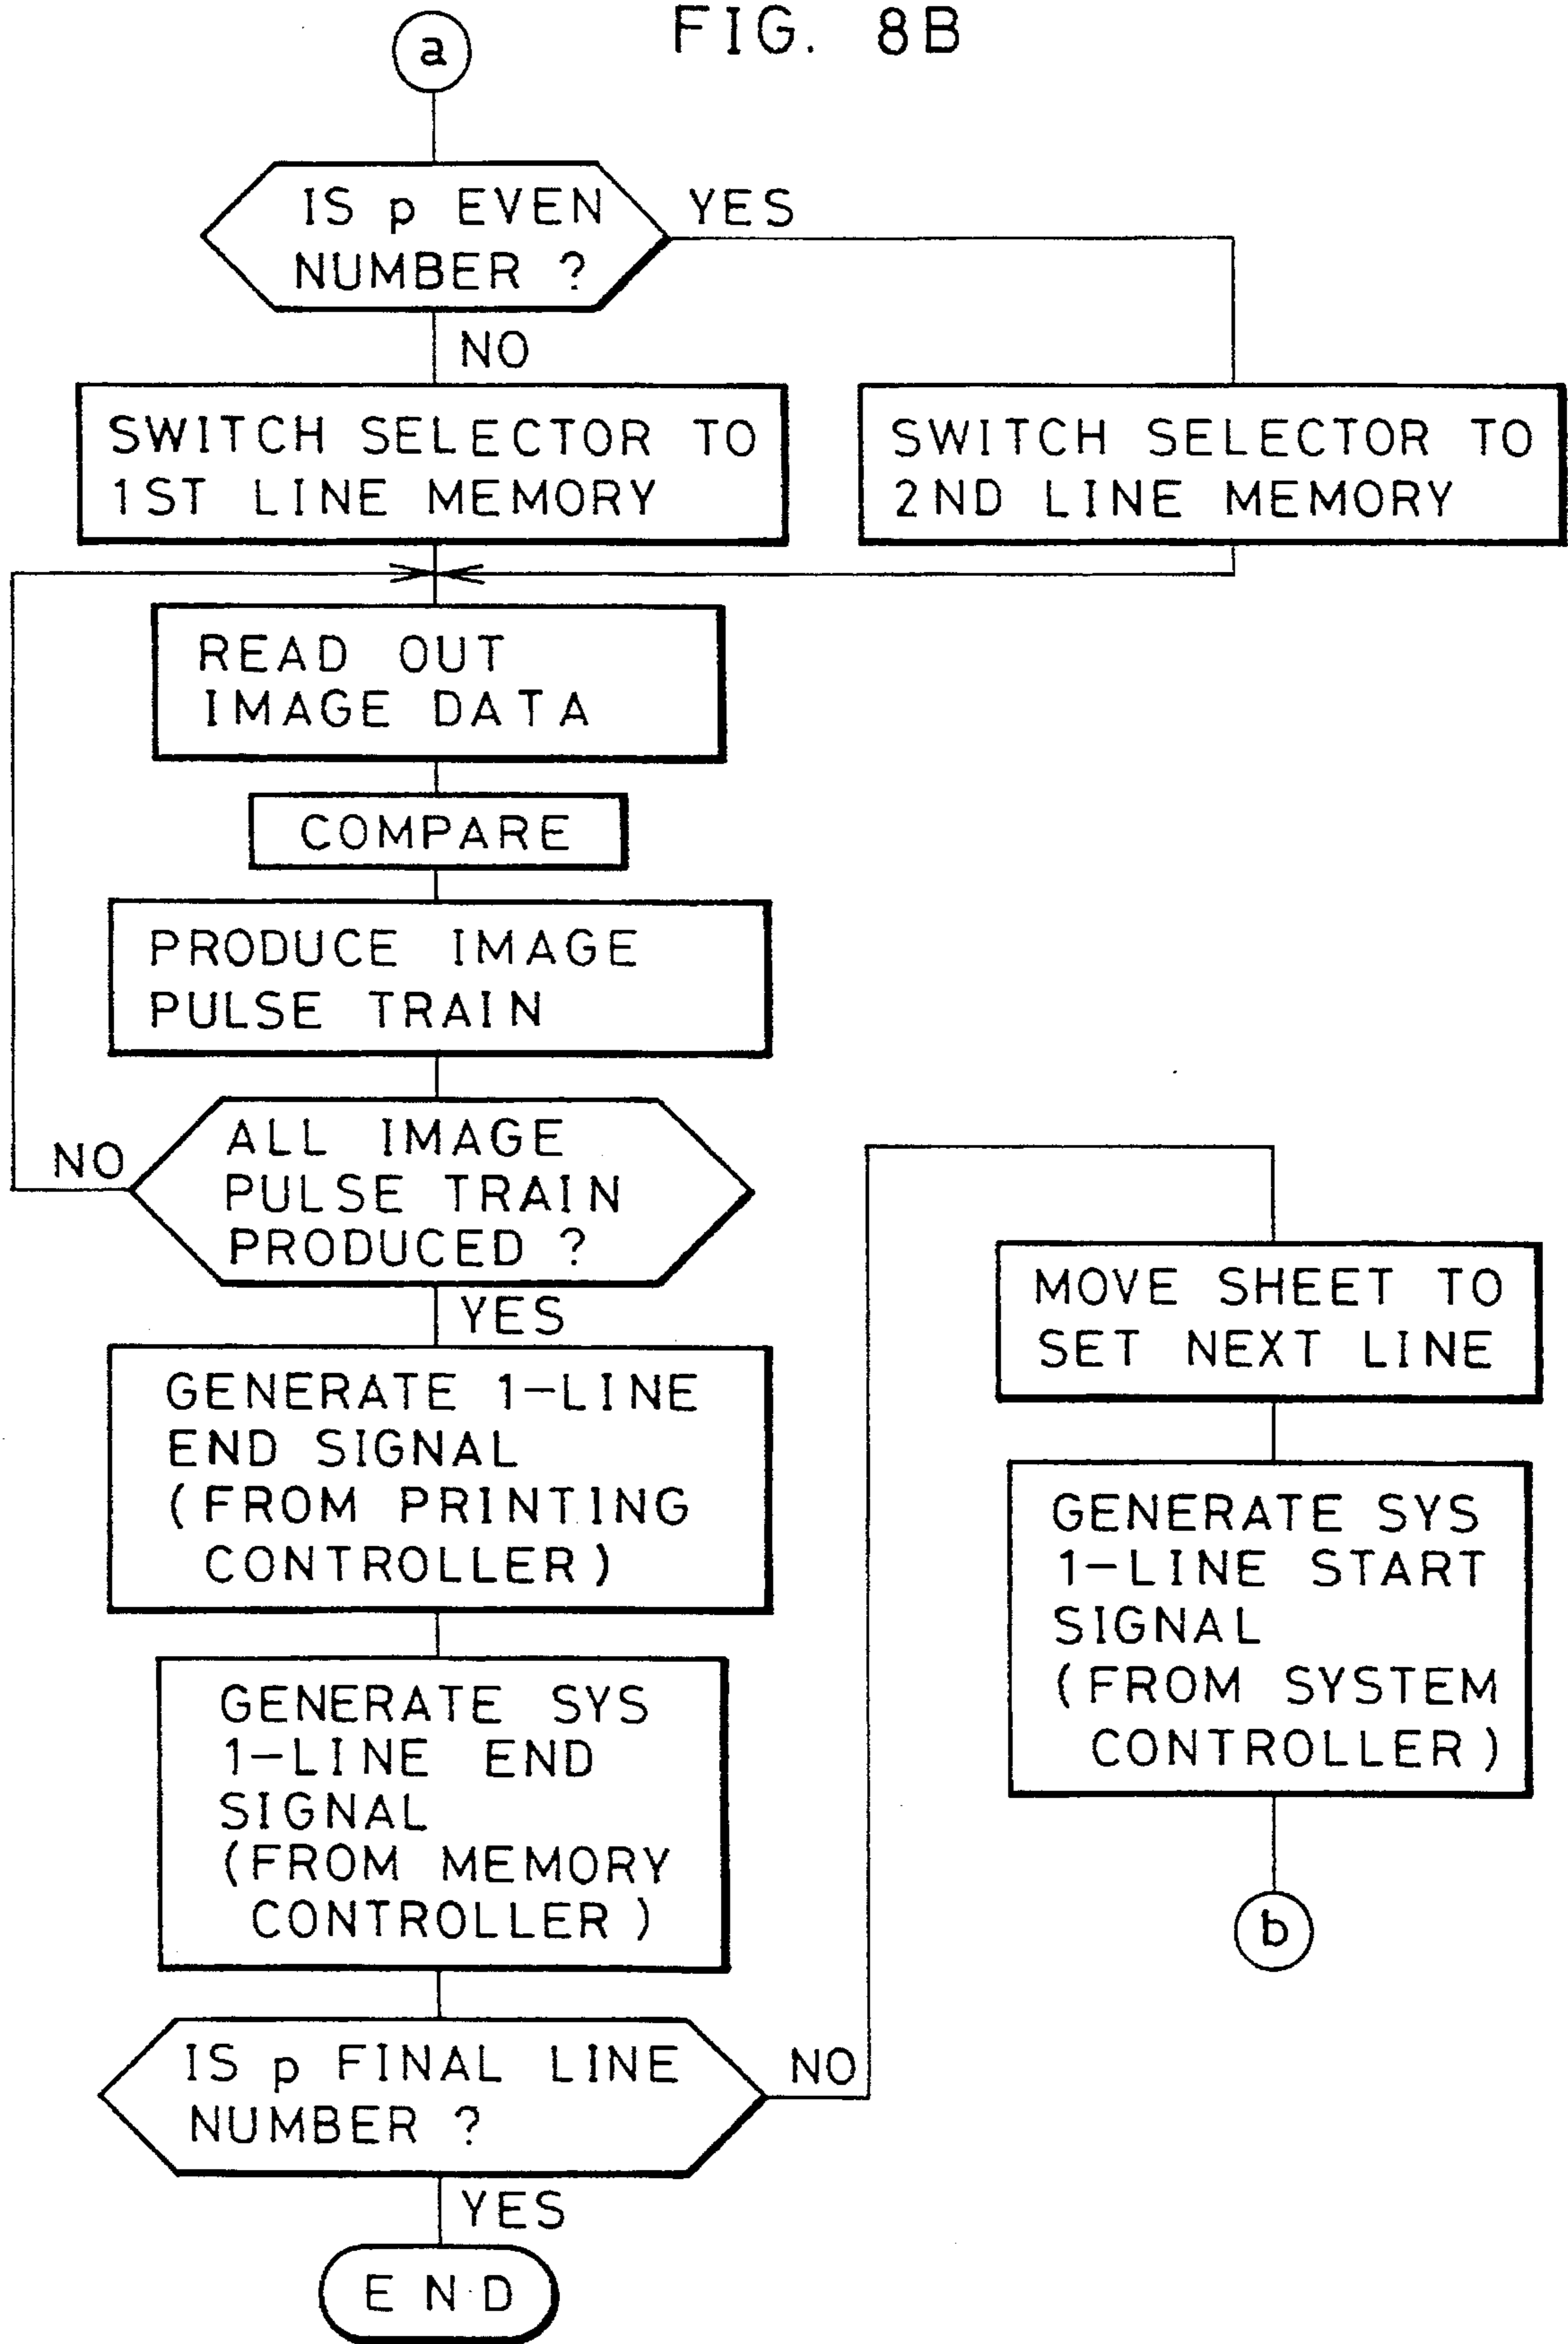 FIG. 8B
a
IS p EVEN
NUMBER ?
YES
NO
SWITCH SELECTOR TO
1ST LINE MEMORY
SWITCH SELECTOR TO
2ND LINE MEMORY
READ OUT
IMAGE DATA
COMPARE
PRODUCE IMAGE
PULSE TRAIN
ALL IMAGE
PULSE TRAIN
PRODUCED ?
NO
YES
GENERATE 1-LINE
END SIGNAL
(FROM PRINTING
CONTROLLER)
GENERATE SYS
1-LINE END
SIGNAL
(FROM MEMORY
CONTROLLER)
IS p FINAL LINE
NUMBER ?
NO
YES
END
MOVE SHEET TO
SET NEXT LINE
GENERATE SYS
1-LINE START
SIGNAL
(FROM SYSTEM
CONTROLLER)
b